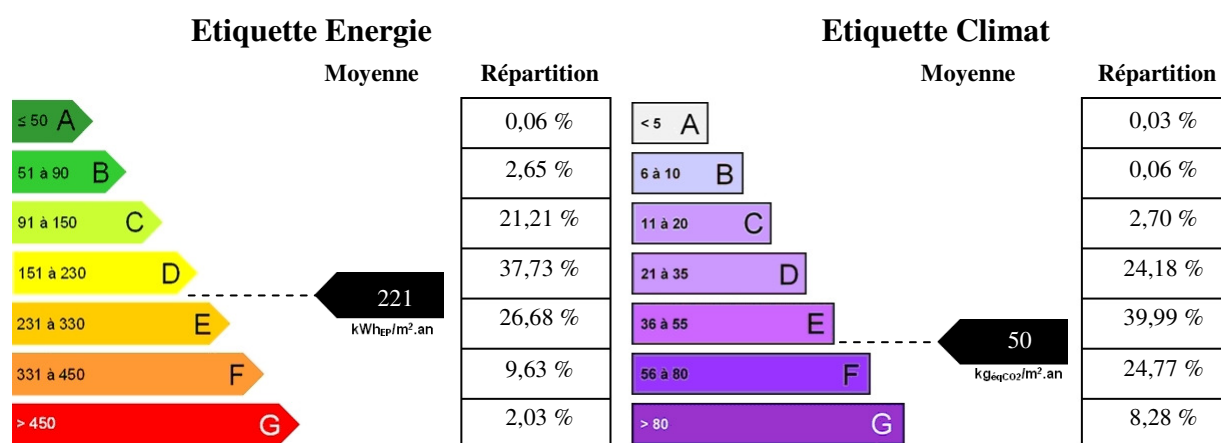 Etiquette Energie
Moyenne Répartition
≤ 50 A 0,06 %
51 à 90 B 2,65 %
91 à 150 C 21,21 %
151 à 230 D 37,73 %
221
kWhEP/m².an
231 à 330 E 26,68 %
331 à 450 F 9,63 %
> 450 G 2,03 %
Etiquette Climat
Moyenne Répartition
< 5 A 0,03 %
6 à 10 B 0,06 %
11 à 20 C 2,70 %
21 à 35 D 24,18 %
36 à 55 E 39,99 %
50
kgéqCO2/m².an
56 à 80 F 24,77 %
> 80 G 8,28 %